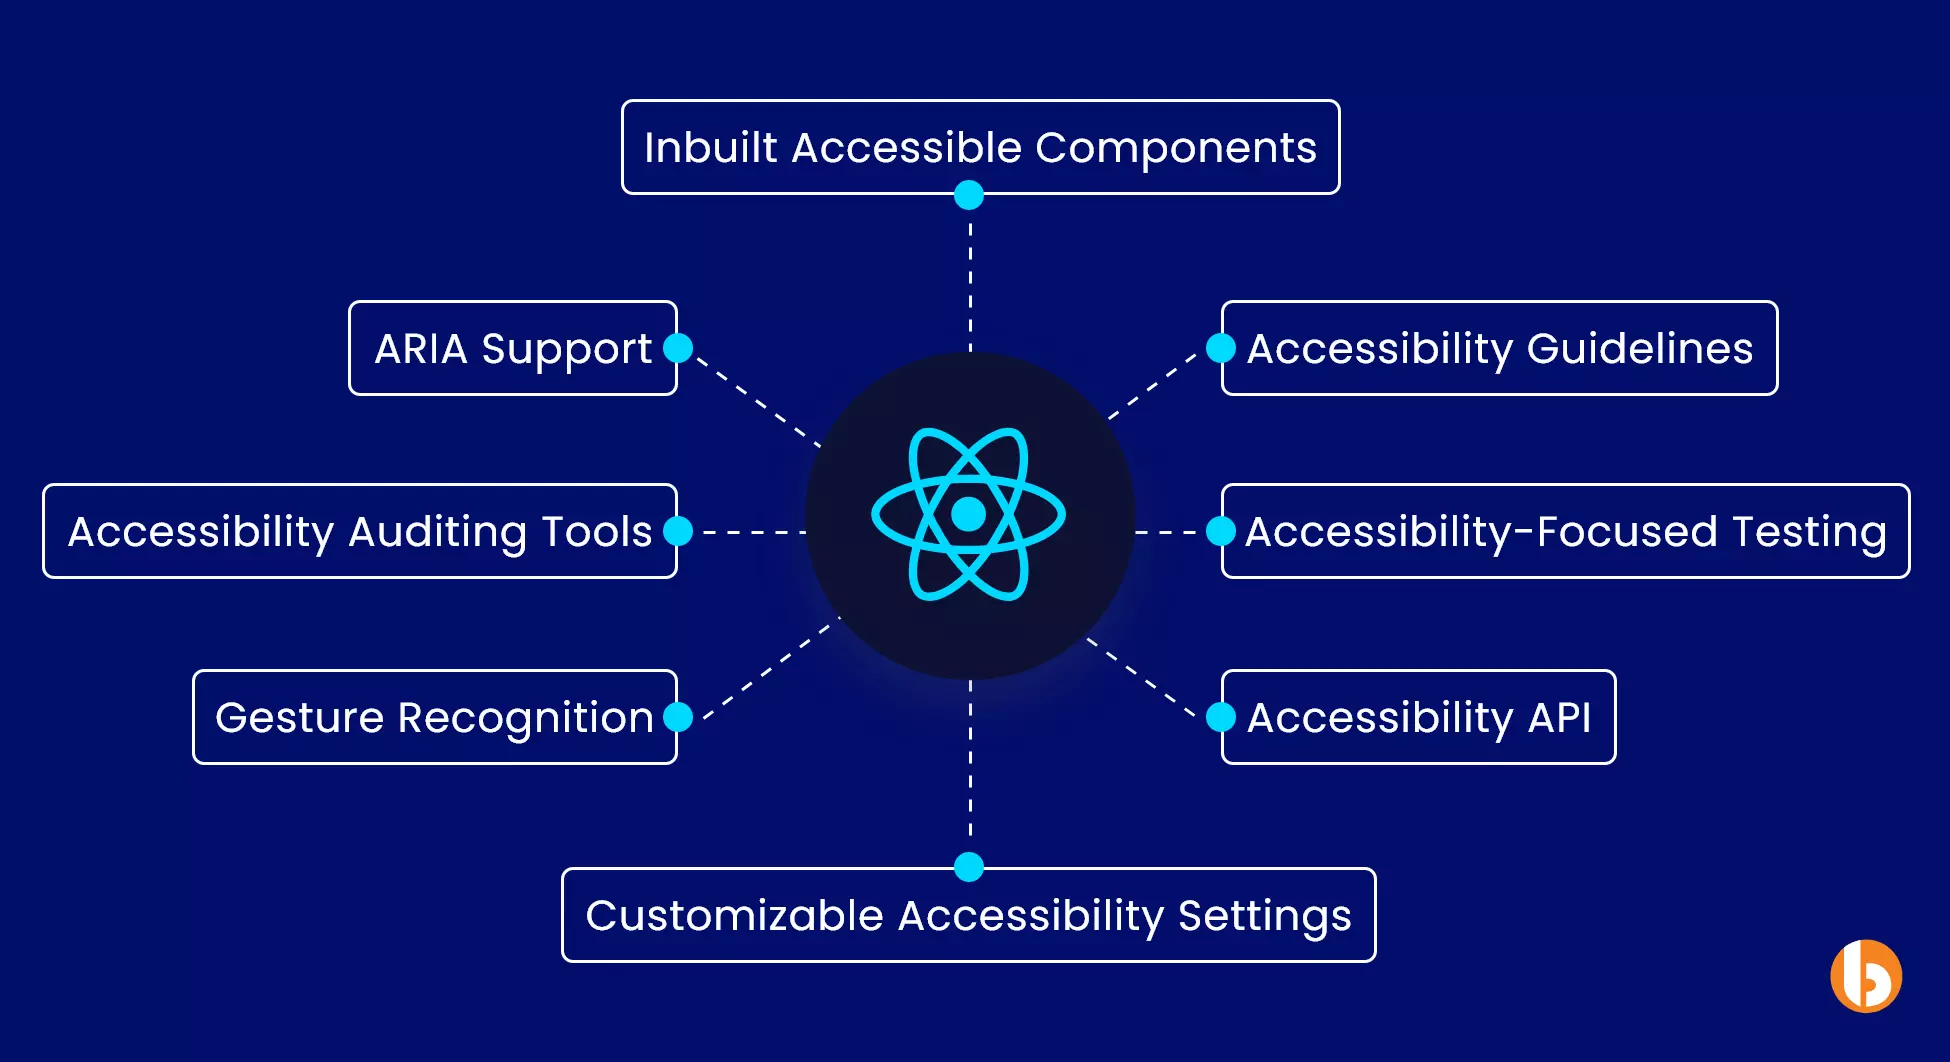 Inbuilt Accessible Components
ARIA Support
Accessibility Guidelines
Accessibility Auditing Tools
Accessibility-Focused Testing
Gesture Recognition
Accessibility API
Customizable Accessibility Settings
b